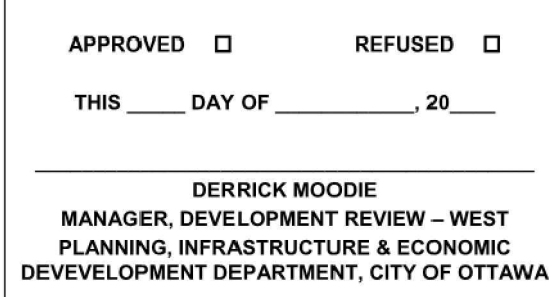 APPROVED ☐ REFUSED ☐
THIS _____ DAY OF ____________, 20____
DERRICK MOODIE
MANAGER, DEVELOPMENT REVIEW – WEST
PLANNING, INFRASTRUCTURE & ECONOMIC
DEVEVELOPMENT DEPARTMENT, CITY OF OTTAWA